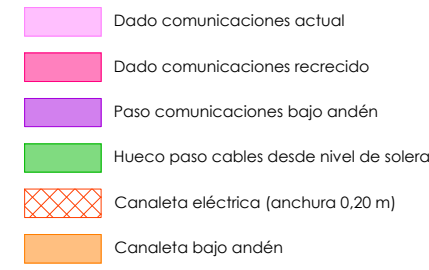 Dado comunicaciones actual
Dado comunicaciones recrecido
Paso comunicaciones bajo andén
Hueco paso cables desde nivel de solera
Canaleta eléctrica (anchura 0,20 m)
Canaleta bajo andén